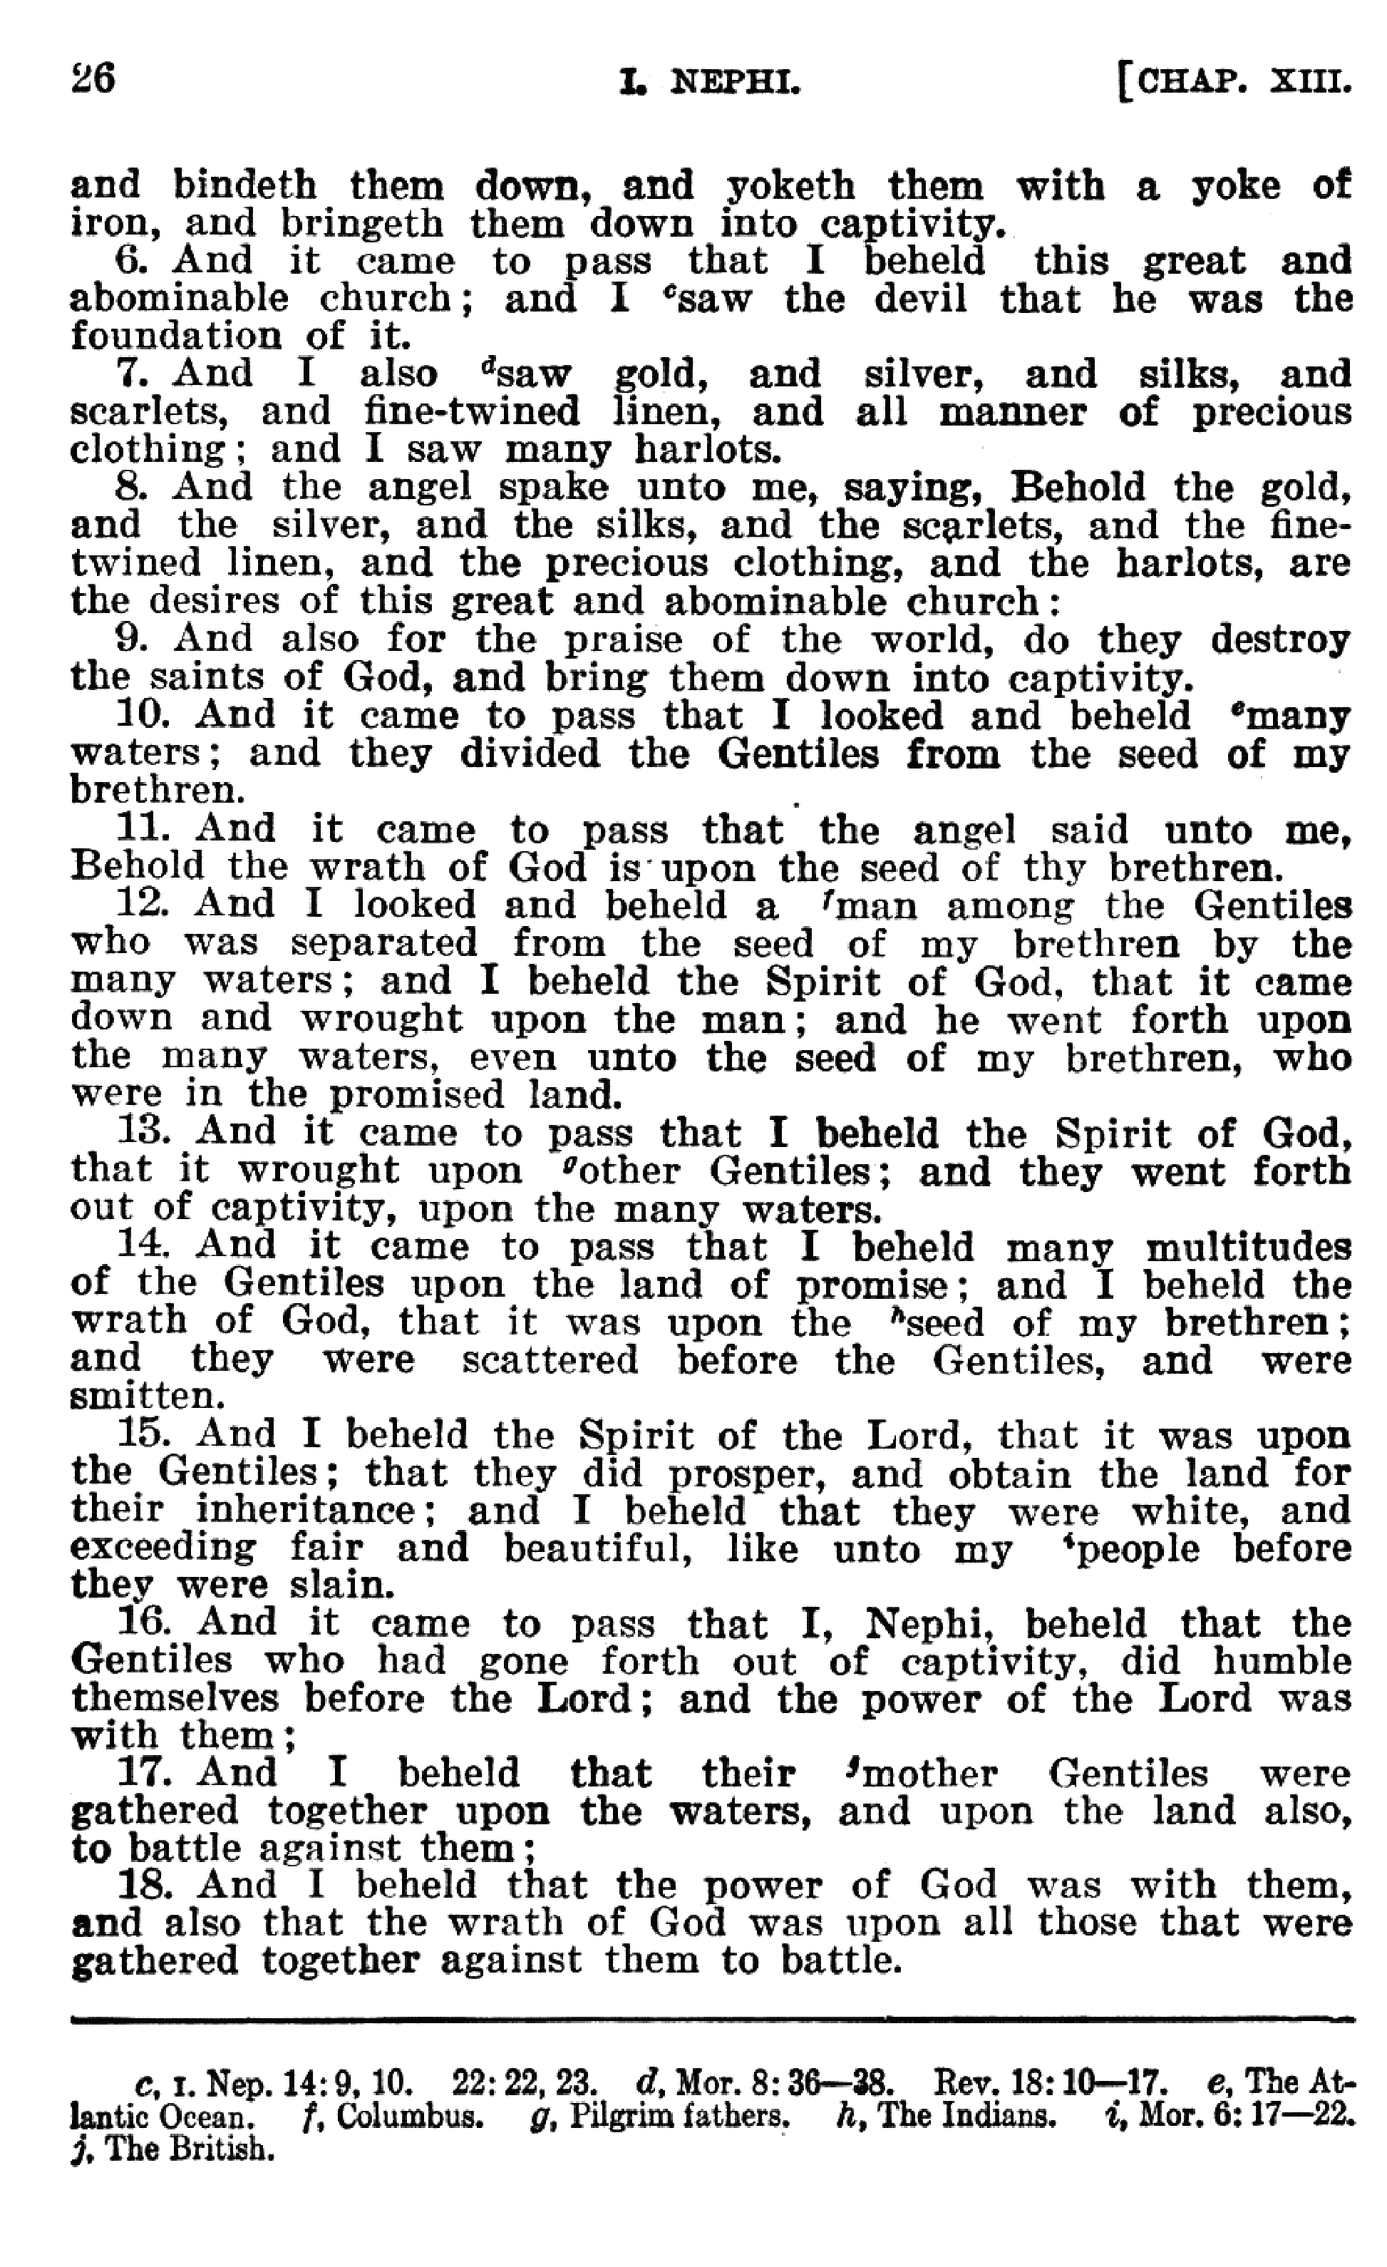 26 I. NEPHI. [CHAP. XIII.
and bindeth them down, and yoketh them with a yoke of
iron, and bringeth them down into captivity.
6. And it came to pass that I beheld this great and
abominable church; and I ᶜsaw the devil that he was the
foundation of it.
7. And I also ᵈsaw gold, and silver, and silks, and
scarlets, and fine-twined linen, and all manner of precious
clothing; and I saw many harlots.
8. And the angel spake unto me, saying, Behold the gold,
and the silver, and the silks, and the scarlets, and the fine-
twined linen, and the precious clothing, and the harlots, are
the desires of this great and abominable church:
9. And also for the praise of the world, do they destroy
the saints of God, and bring them down into captivity.
10. And it came to pass that I looked and beheld ᵉmany
waters; and they divided the Gentiles from the seed of my
brethren.
11. And it came to pass that the angel said unto me,
Behold the wrath of God is upon the seed of thy brethren.
12. And I looked and beheld a ᶠman among the Gentiles
who was separated from the seed of my brethren by the
many waters; and I beheld the Spirit of God, that it came
down and wrought upon the man; and he went forth upon
the many waters, even unto the seed of my brethren, who
were in the promised land.
13. And it came to pass that I beheld the Spirit of God,
that it wrought upon ᵍother Gentiles; and they went forth
out of captivity, upon the many waters.
14. And it came to pass that I beheld many multitudes
of the Gentiles upon the land of promise; and I beheld the
wrath of God, that it was upon the ʰseed of my brethren;
and they were scattered before the Gentiles, and were
smitten.
15. And I beheld the Spirit of the Lord, that it was upon
the Gentiles; that they did prosper, and obtain the land for
their inheritance; and I beheld that they were white, and
exceeding fair and beautiful, like unto my ⁱpeople before
they were slain.
16. And it came to pass that I, Nephi, beheld that the
Gentiles who had gone forth out of captivity, did humble
themselves before the Lord; and the power of the Lord was
with them;
17. And I beheld that their ʲmother Gentiles were
gathered together upon the waters, and upon the land also,
to battle against them;
18. And I beheld that the power of God was with them,
and also that the wrath of God was upon all those that were
gathered together against them to battle.
c, I. Nep. 14: 9, 10. 22: 22, 23. d, Mor. 8: 36—38. Rev. 18: 10—17. e, The At-
lantic Ocean. f, Columbus. g, Pilgrim fathers. h, The Indians. i, Mor. 6: 17—22.
j, The British.